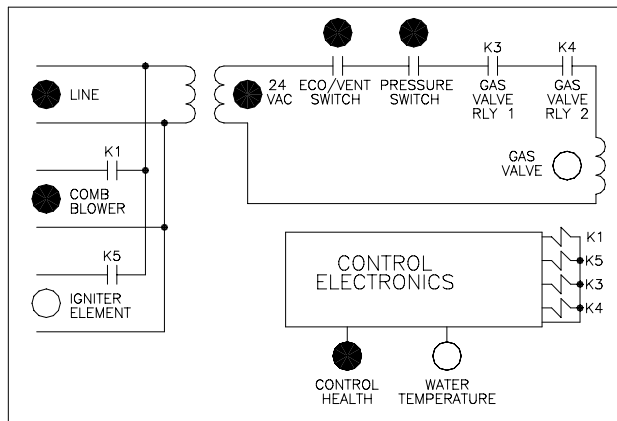 LINE
K1
COMB
BLOWER
K5
IGNITER
ELEMENT
24
VAC
ECO/VENT
SWITCH
PRESSURE
SWITCH
K3
GAS
VALVE
RLY 1
K4
GAS
VALVE
RLY 2
GAS
VALVE
CONTROL
ELECTRONICS
K1
K5
K3
K4
CONTROL
HEALTH
WATER
TEMPERATURE